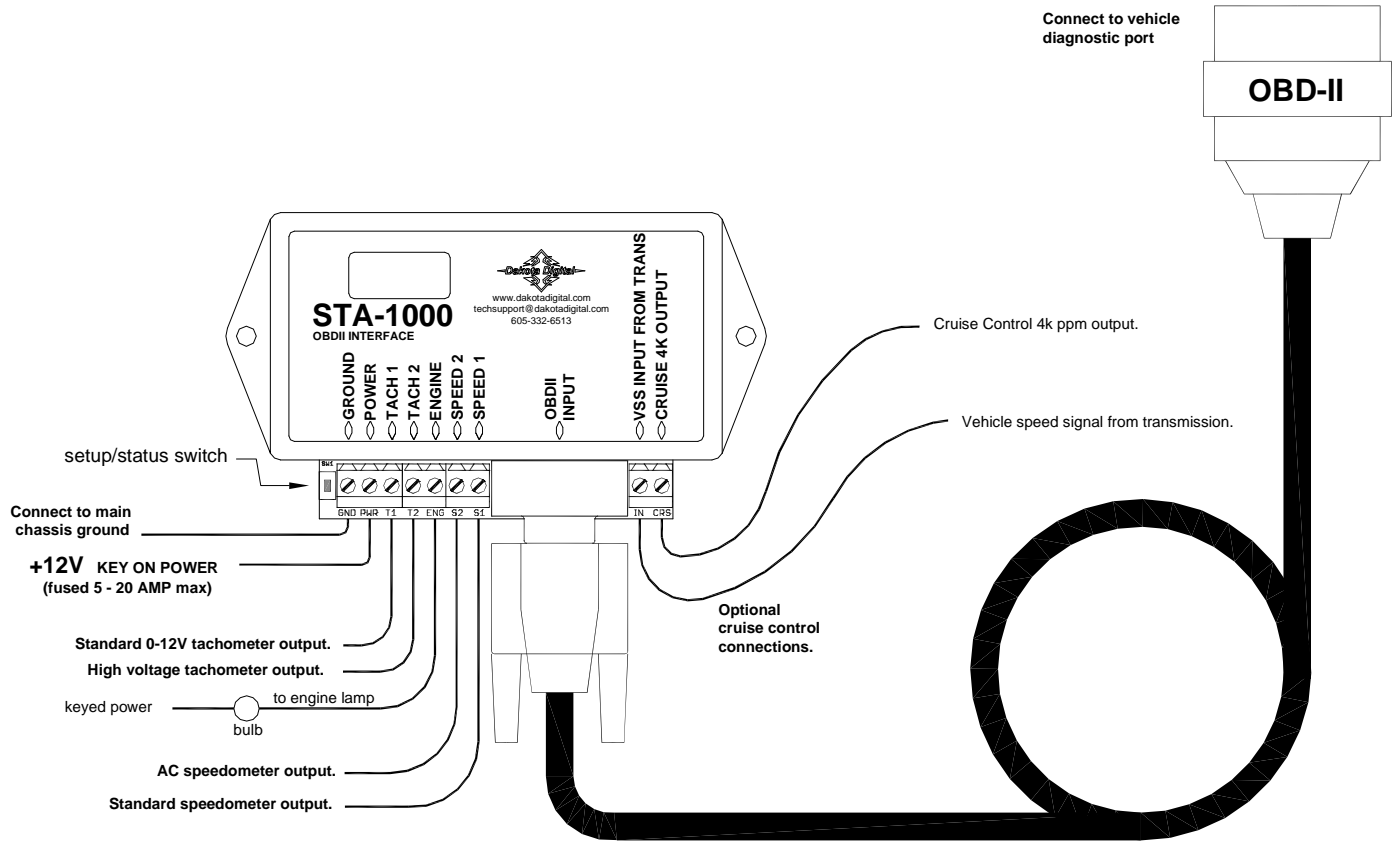 Connect to vehicle
diagnostic port
OBD-II
Dakota Digital
www.dakotadigital.com
techsupport@dakotadigital.com
605-332-6513
STA-1000
OBDII INTERFACE
GROUND
POWER
TACH 1
TACH 2
ENGINE
SPEED 2
SPEED 1
OBDII
INPUT
VSS INPUT FROM TRANS
CRUISE 4K OUTPUT
Cruise Control 4k ppm output.
Vehicle speed signal from transmission.
setup/status switch
SW1
GND PWR T1 T2 ENG S2 S1
IN CRS
Connect to main
chassis ground
+12V KEY ON POWER
(fused 5 - 20 AMP max)
Optional
cruise control
connections.
Standard 0-12V tachometer output.
High voltage tachometer output.
keyed power
to engine lamp
bulb
AC speedometer output.
Standard speedometer output.